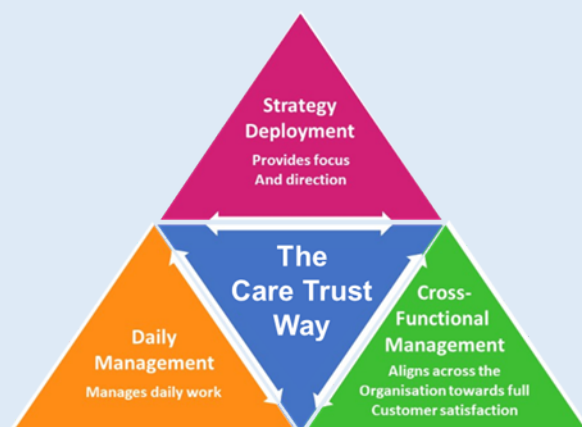 Strategy
Deployment
Provides focus
And direction
The
Care Trust
Way
Daily
Management
Manages daily work
Cross-
Functional
Management
Aligns across the
Organisation towards full
Customer satisfaction